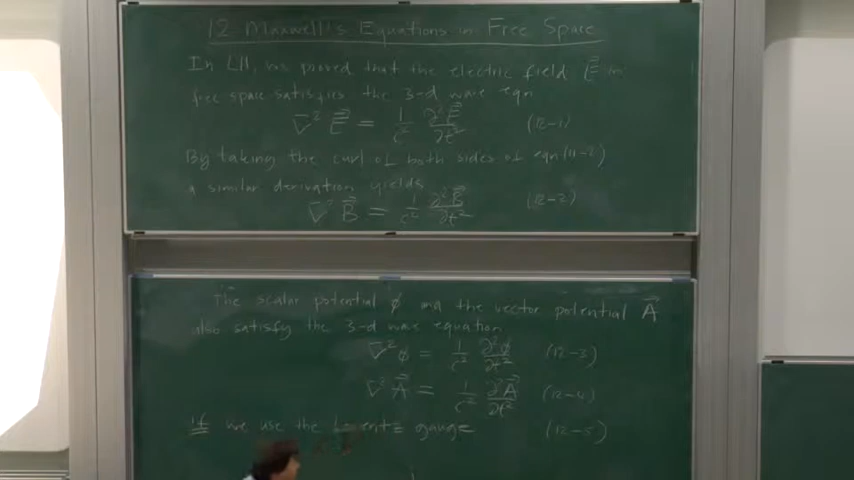 12 Maxwell's Equations in Free Space
In L11, we proved that the electric field E⃗ in
free space satisfies the 3-d wave eqn
∇² E⃗ = 1/c² ∂²E⃗/∂t² (12-1)
By taking the curl of both sides of eqn (11-2)
a similar derivation yields
∇² B⃗ = 1/c² ∂²B⃗/∂t² (12-2)
The scalar potential φ and the vector potential A⃗
also satisfy the 3-d wave equation
∇²φ = 1/c² ∂²φ/∂t² (12-3)
∇²A⃗ = 1/c² ∂²A⃗/∂t² (12-4)
if we use the Lorentz gauge (12-5)